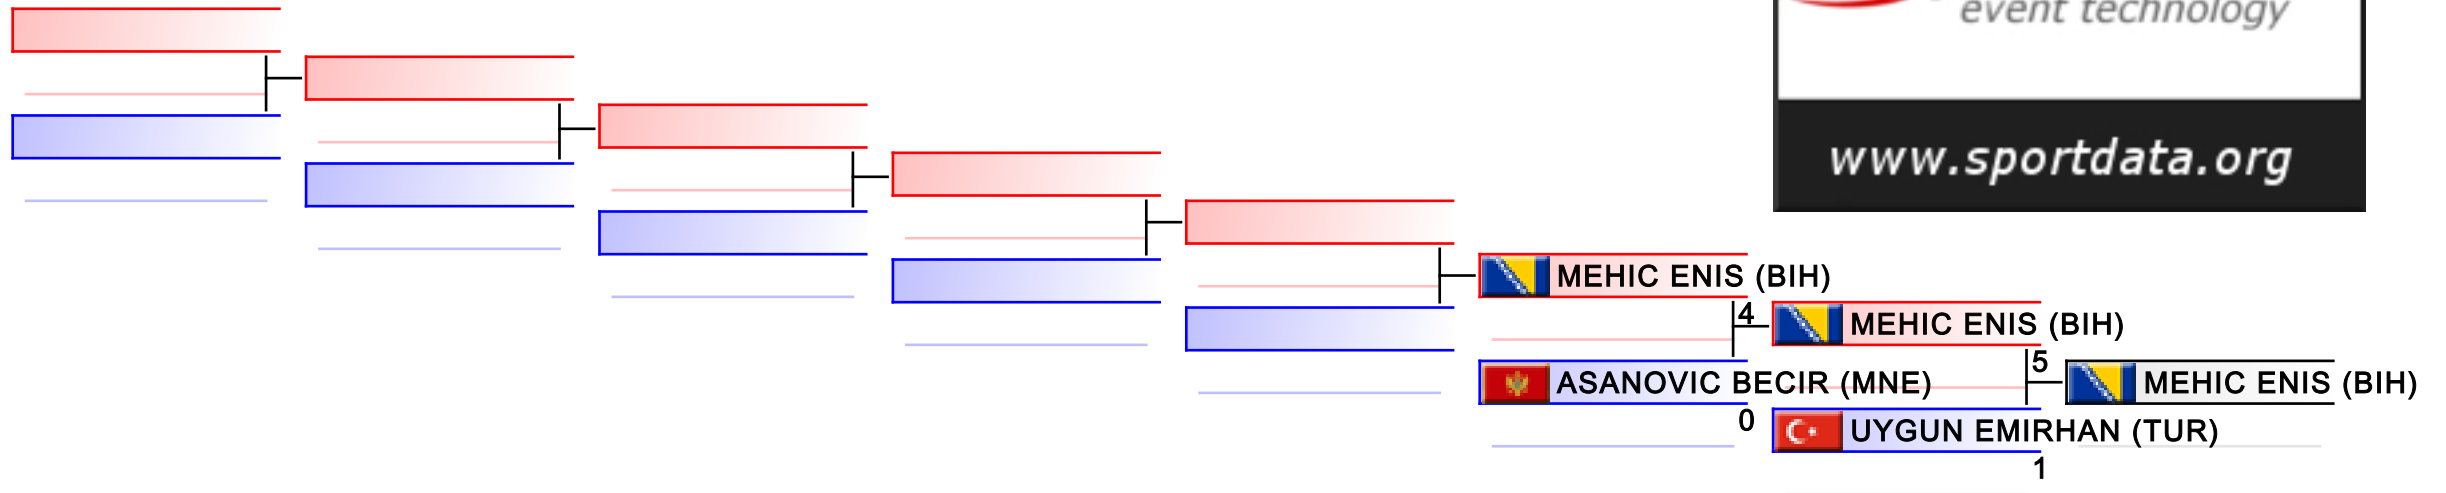 event technology
www.sportdata.org
MEHIC ENIS (BIH)
4
MEHIC ENIS (BIH)
5
ASANOVIC BECIR (MNE)
MEHIC ENIS (BIH)
0
UYGUN EMIRHAN (TUR)
1